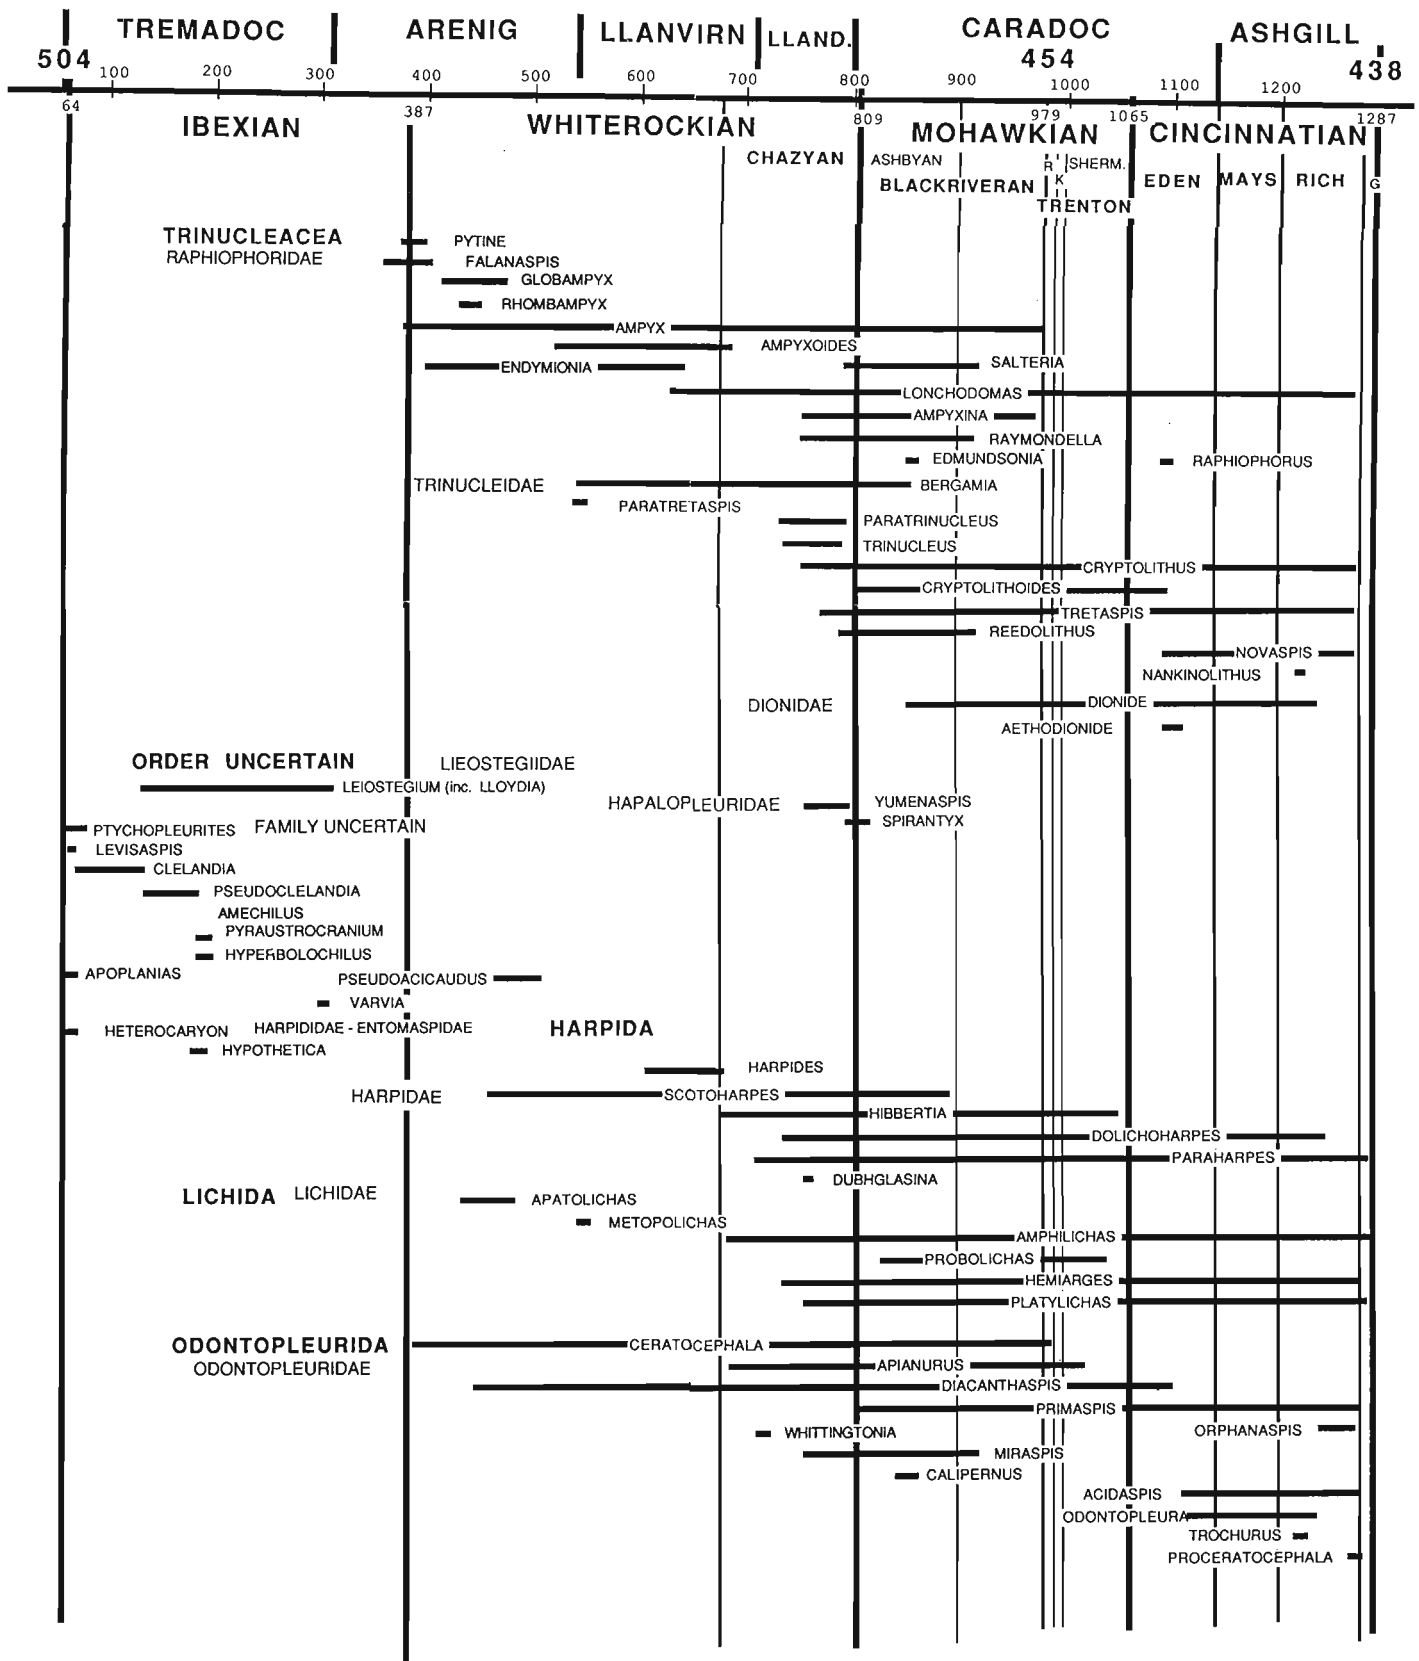 TREMADOC ARENIG LLANVIRN LLAND. CARADOC ASHGILL
504 454 438
100 200 300 400 500 600 700 800 900 1000 1100 1200
64 387 809 979 1065 1287
IBEXIAN WHITEROCKIAN MOHAWKIAN CINCINNATIAN
CHAZYAN ASHBYAN R SHERM.
BLACKRIVERAN K EDEN MAYS RICH G
TRENTON
TRINUCLEACEA PYTINE
RAPHIOPHORIDAE FALANASPIS
GLOBAMPYX
RHOMBAMPYX
AMPYX
AMPYXOIDES
ENDYMIONIA SALTERIA
LONCHODOMAS
AMPYXINA
RAYMONDELLA
EDMUNDSONIA RAPHIOPHORUS
TRINUCLEIDAE BERGAMIA
PARATRETASPIS
PARATRINUCLEUS
TRINUCLEUS
CRYPTOLITHUS
CRYPTOLITHOIDES
TRETASPIS
REEDOLITHUS
NOVASPIS
NANKINOLITHUS
DIONIDAE DIONIDE
AETHODIONIDE
ORDER UNCERTAIN LIEOSTEGIIDAE
LEIOSTEGIUM (inc. LLOYDIA)
HAPALOPLEURIDAE YUMENASPIS
SPIRANTYX
PTYCHOPLEURITES FAMILY UNCERTAIN
LEVISASPIS
CLELANDIA
PSEUDOCLELANDIA
AMECHILUS
PYRAUSTROCRANIUM
HYPERBOLOCHILUS
APOPLANIAS PSEUDOACICAUDUS
VARVIA
HETEROCARYON HARPIDIDAE - ENTOMASPIDAE HARPIDA
HYPOTHETICA
HARPIDES
HARPIDAE SCOTOHARPES
HIBBERTIA
DOLICHOHARPES
PARAHARPES
DUBHGLASINA
LICHIDA LICHIDAE APATOLICHAS
METOPOLICHAS
AMPHILICHAS
PROBOLICHAS
HEMIARGES
PLATYLICHAS
ODONTOPLEURIDA CERATOCEPHALA
ODONTOPLEURIDAE APIANURUS
DIACANTHASPIS
PRIMASPIS
WHITTINGTONIA ORPHANASPIS
MIRASPIS
CALIPERNUS
ACIDASPIS
ODONTOPLEURA
TROCHURUS
PROCERATOCEPHALA